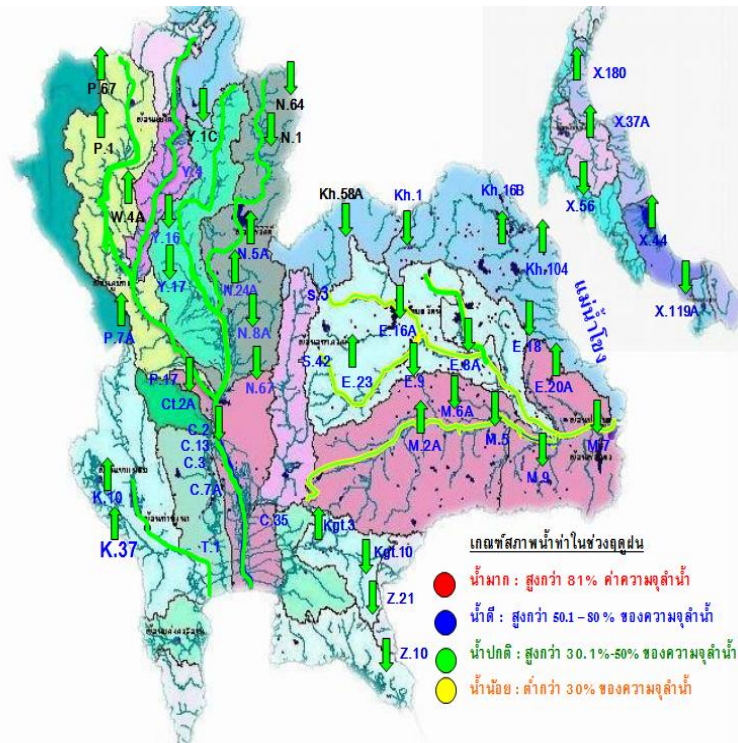 P.67
N.64
P.1
Y.1C
N.1
Y.4
W.4A
Y.16
N.5A
Y.17
N.24A
P.7A
N.8A
P.17
N.67
Ct.2A
C.2
C.13
C.3
C.7A
K.10
K.37
T.1
C.35
Kh.58A
Kh.1
Kh.16B
Kh.104
S.3
E.16A
S.42
E.23
E.9
E.8A
E.18
E.20A
M.6A
M.2A
M.5
M.9
M.7
Kgt.3
Kgt.10
Z.21
Z.10
X.180
X.37A
X.56
X.44
X.119A
แม่น้ำโขง
เกณฑ์สภาพน้ำท่าในช่วงฤดูฝน
น้ำมาก : สูงกว่า 81% ค่าความจุลำน้ำ
น้ำดี : สูงกว่า 50.1 – 80 % ของความจุลำน้ำ
น้ำปกติ : สูงกว่า 30.1%-50% ของความจุลำน้ำ
น้ำน้อย : ต่ำกว่า 30% ของความจุลำน้ำ